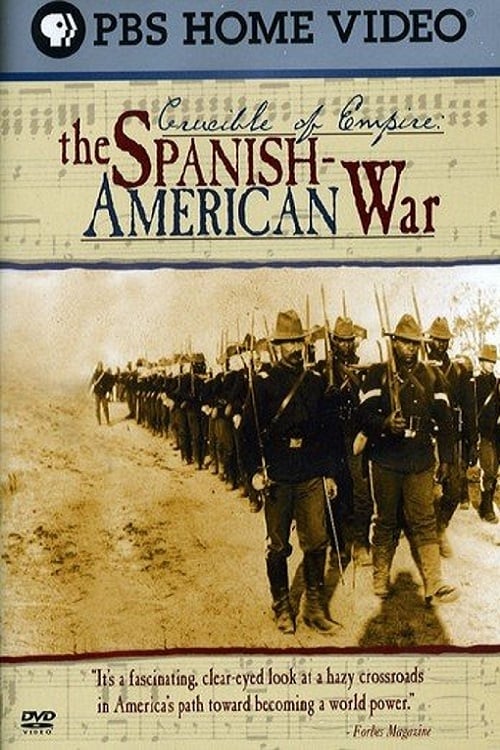 PBS HOME VIDEO®
Crucible of Empire:
the SPANISH-
AMERICAN War
"It's a fascinating, clear-eyed look at a hazy crossroads
in America's path toward becoming a world power."
- Forbes Magazine
DVD
VIDEO